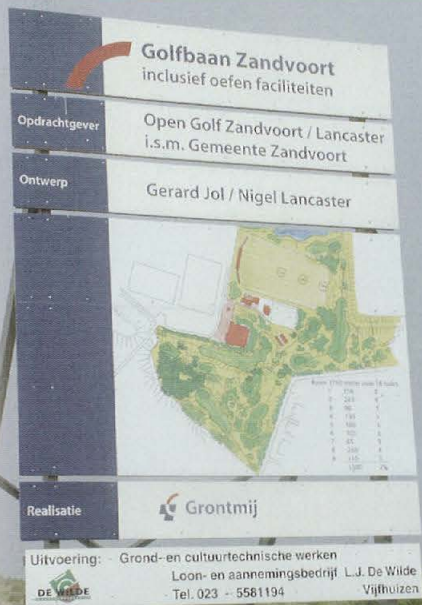 Golfbaan Zandvoort
inclusief oefen faciliteiten
Opdrachtgever
Open Golf Zandvoort / Lancaster
i.s.m. Gemeente Zandvoort
Ontwerp
Gerard Jol / Nigel Lancaster
Realisatie
Grontmij
Uitvoering: Grond- en cultuurtechnische werken
Loon- en aannemingsbedrijf L.J. De Wilde
DE WILDE
Tel. 023 - 5581194 Vijfhuizen